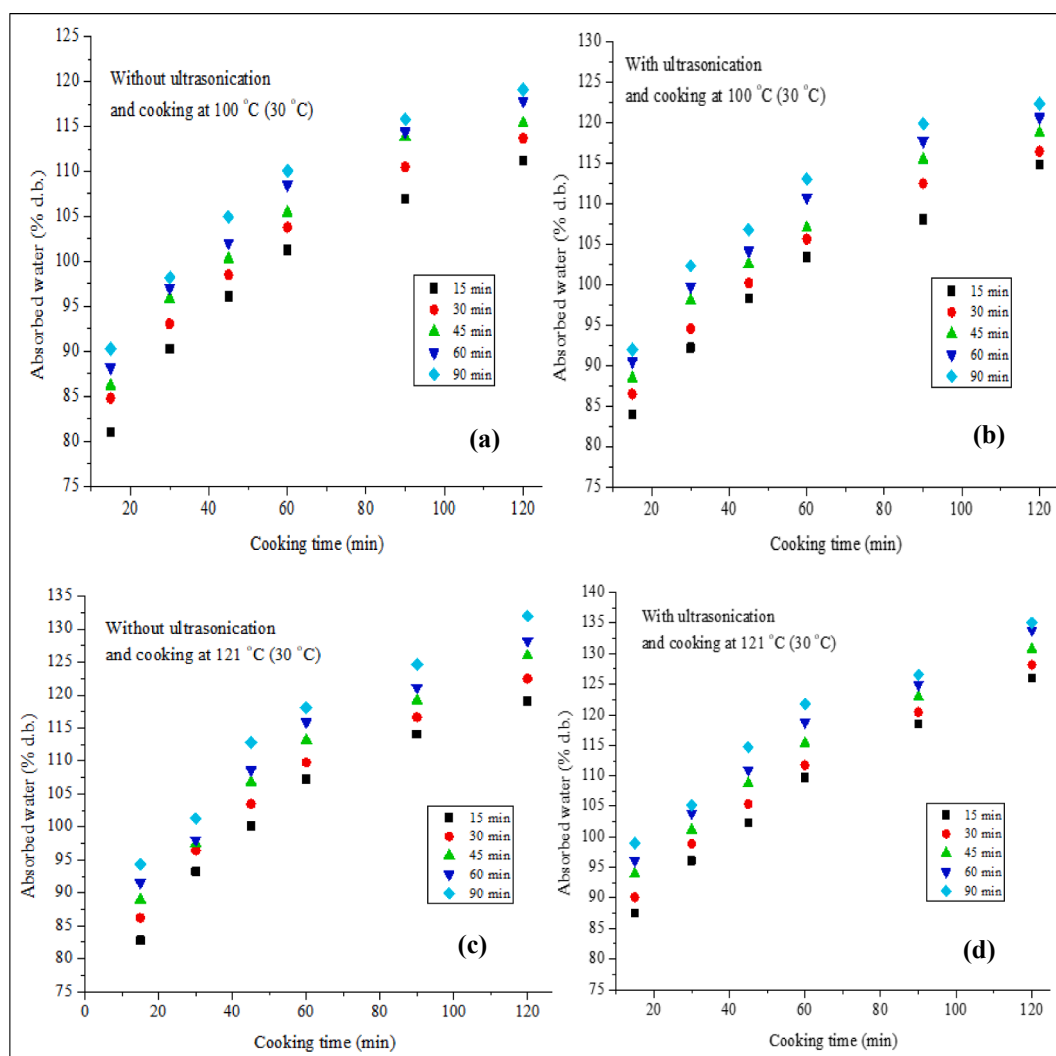 125
120
115
110
105
100
95
90
85
80
75
Absorbed water (% d.b.)
Without ultrasonication
and cooking at 100 °C (30 °C)
15 min
30 min
45 min
60 min
90 min
(a)
20 40 60 80 100 120
Cooking time (min)
130
125
120
115
110
105
100
95
90
85
80
75
Absorbed water (% d.b.)
With ultrasonication
and cooking at 100 °C (30 °C)
15 min
30 min
45 min
60 min
90 min
(b)
20 40 60 80 100 120
Cooking time (min)
135
130
125
120
115
110
105
100
95
90
85
80
75
Absorbed water (% d.b.)
Without ultrasonication
and cooking at 121 °C (30 °C)
15 min
30 min
45 min
60 min
90 min
(c)
0 20 40 60 80 100 120
Cooking time (min)
140
135
130
125
120
115
110
105
100
95
90
85
80
75
Absorbed water (% d.b.)
With ultrasonication
and cooking at 121 °C (30 °C)
15 min
30 min
45 min
60 min
90 min
(d)
20 40 60 80 100 120
Cooking time (min)